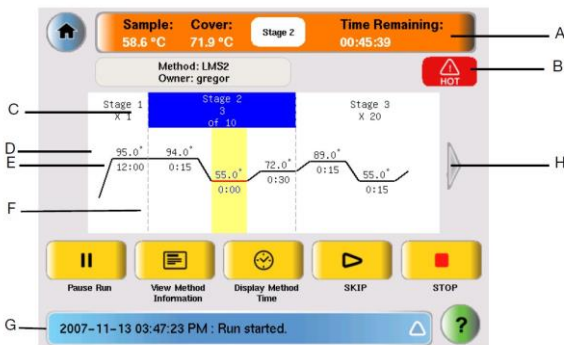 Sample: Cover: Stage 2 Time Remaining:
58.6 °C 71.9 °C 00:45:39
A
Method: LMS2
Owner: gregor
B
HOT
C
Stage 1
X 1
Stage 2
3
of 10
Stage 3
X 20
D
95.0° 94.0° 55.0° 72.0° 89.0° 55.0°
E
12:00 0:15 0:00 0:30 0:15 0:15
H
F
Pause Run
View Method
Information
Display Method
Time
SKIP
STOP
G
2007-11-13 03:47:23 PM : Run started.
?